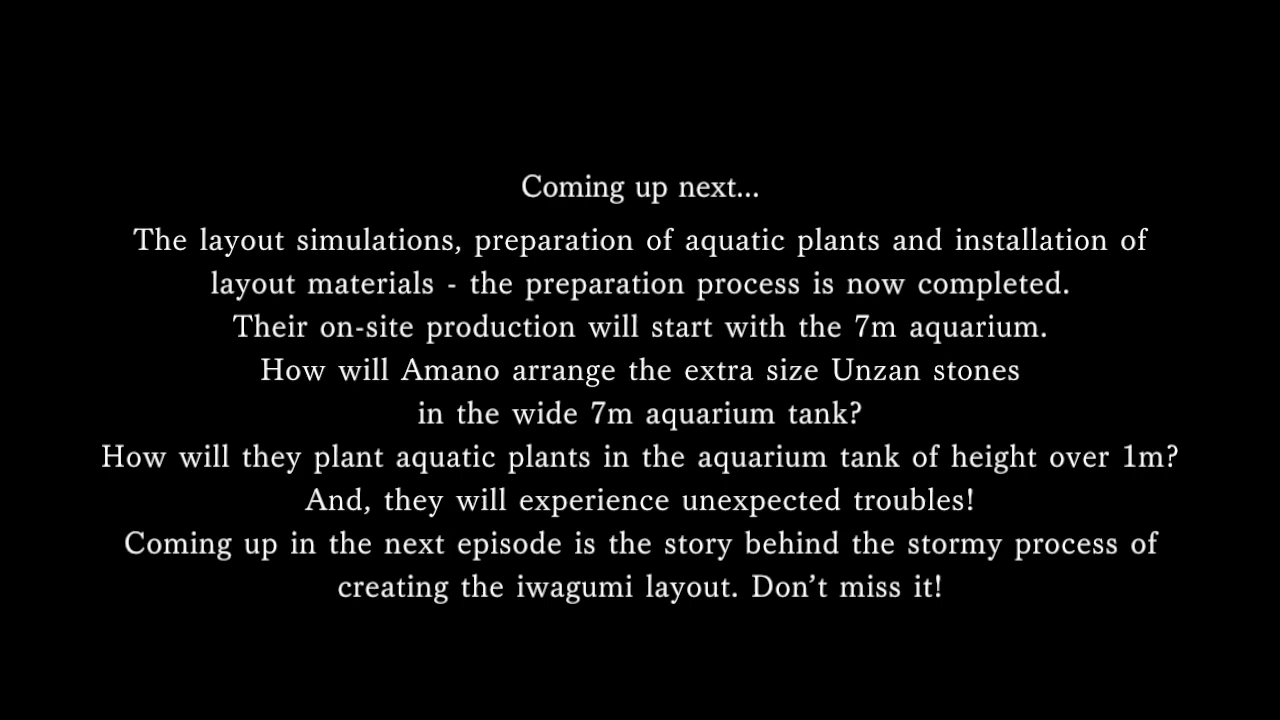 Coming up next...
The layout simulations, preparation of aquatic plants and installation of
layout materials - the preparation process is now completed.
Their on-site production will start with the 7m aquarium.
How will Amano arrange the extra size Unzan stones
in the wide 7m aquarium tank?
How will they plant aquatic plants in the aquarium tank of height over 1m?
And, they will experience unexpected troubles!
Coming up in the next episode is the story behind the stormy process of
creating the iwagumi layout. Don’t miss it!